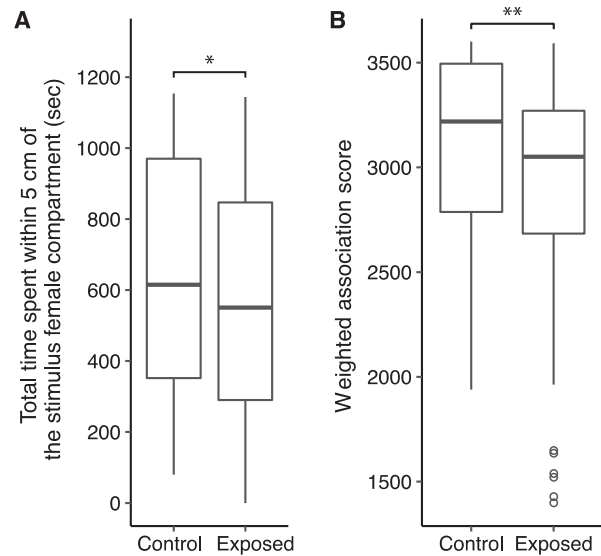 A
Total time spent within 5 cm of
the stimulus female compartment (sec)
1200
1000
800
600
400
200
0
*
Control Exposed
B
Weighted association score
3500
3000
2500
2000
1500
**
Control Exposed